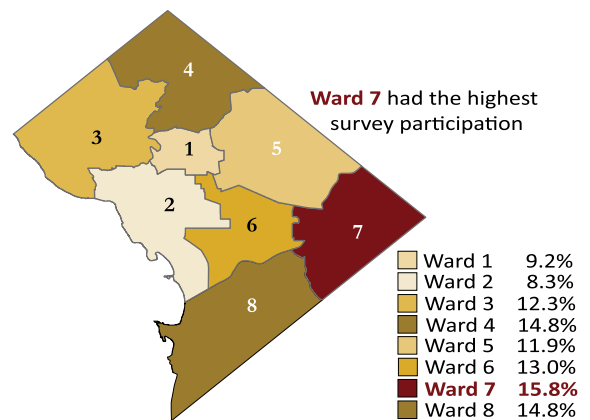 4
Ward 7 had the highest
survey participation
3
1
5
2
6
7
8
Ward 1 9.2%
Ward 2 8.3%
Ward 3 12.3%
Ward 4 14.8%
Ward 5 11.9%
Ward 6 13.0%
Ward 7 15.8%
Ward 8 14.8%